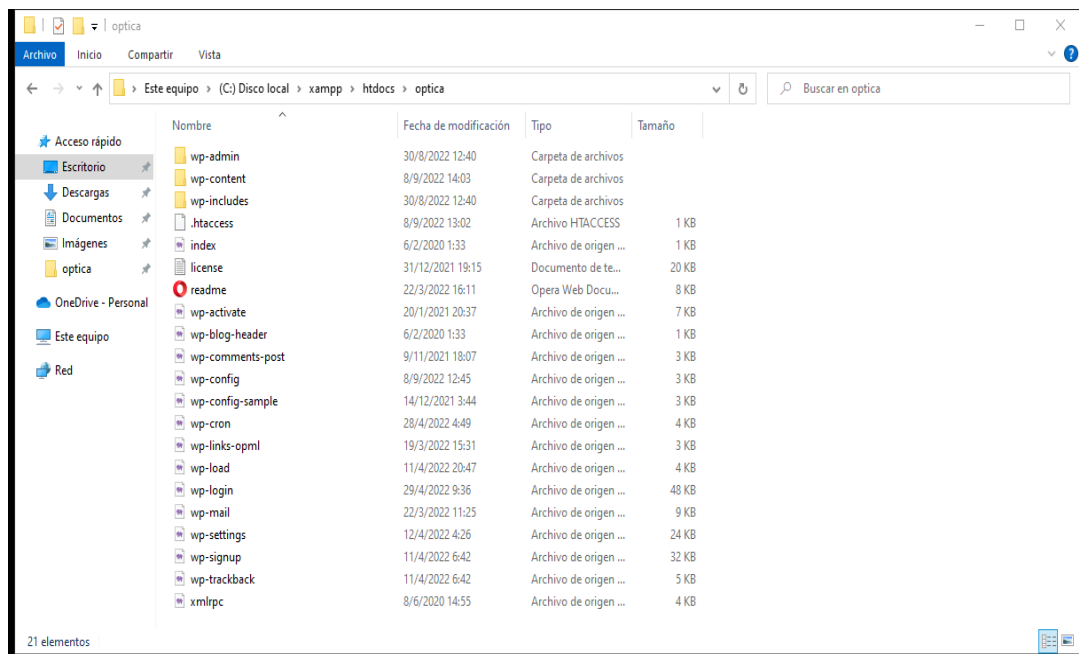 optica
Archivo Inicio Compartir Vista
Este equipo > (C:) Disco local > xampp > htdocs > optica
Buscar en optica
Acceso rápido
Escritorio
Descargas
Documentos
Imágenes
optica
OneDrive - Personal
Este equipo
Red
Nombre Fecha de modificación Tipo Tamaño
wp-admin 30/8/2022 12:40 Carpeta de archivos
wp-content 8/9/2022 14:03 Carpeta de archivos
wp-includes 30/8/2022 12:40 Carpeta de archivos
.htaccess 8/9/2022 13:02 Archivo HTACCESS 1 KB
index 6/2/2020 1:33 Archivo de origen ... 1 KB
license 31/12/2021 19:15 Documento de te... 20 KB
readme 22/3/2022 16:11 Opera Web Docu... 8 KB
wp-activate 20/1/2021 20:37 Archivo de origen ... 7 KB
wp-blog-header 6/2/2020 1:33 Archivo de origen ... 1 KB
wp-comments-post 9/11/2021 18:07 Archivo de origen ... 3 KB
wp-config 8/9/2022 12:45 Archivo de origen ... 3 KB
wp-config-sample 14/12/2021 3:44 Archivo de origen ... 3 KB
wp-cron 28/4/2022 4:49 Archivo de origen ... 4 KB
wp-links-opml 19/3/2022 15:31 Archivo de origen ... 3 KB
wp-load 11/4/2022 20:47 Archivo de origen ... 4 KB
wp-login 29/4/2022 9:36 Archivo de origen ... 48 KB
wp-mail 22/3/2022 11:25 Archivo de origen ... 9 KB
wp-settings 12/4/2022 4:26 Archivo de origen ... 24 KB
wp-signup 11/4/2022 6:42 Archivo de origen ... 32 KB
wp-trackback 11/4/2022 6:42 Archivo de origen ... 5 KB
xmlrpc 8/6/2020 14:55 Archivo de origen ... 4 KB
21 elementos